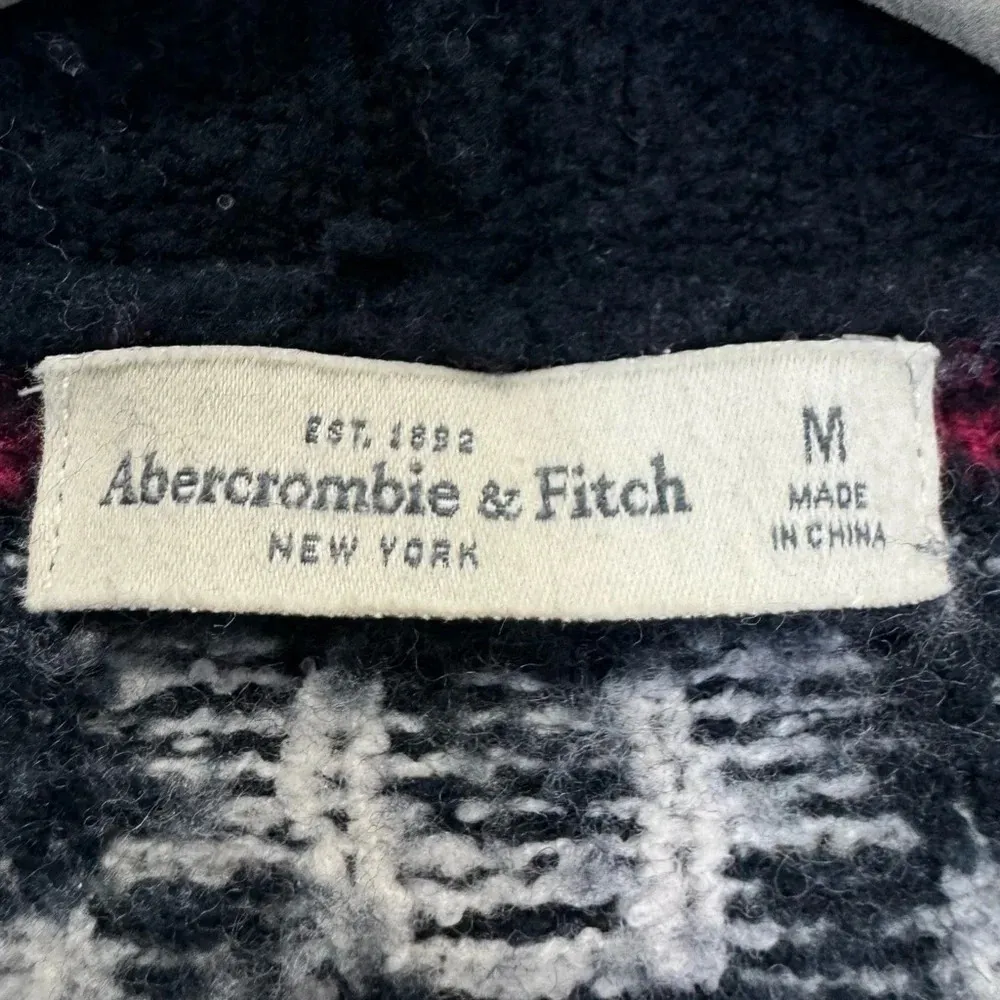 EST. 1892
Abercrombie & Fitch
NEW YORK
M
MADE
IN CHINA